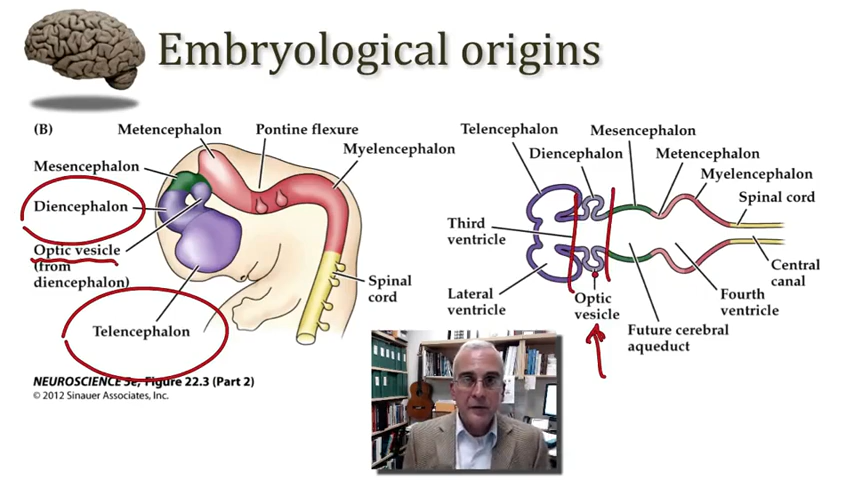 Embryological origins
(B)
Metencephalon
Pontine flexure
Myelencephalon
Mesencephalon
Diencephalon
Optic vesicle
(from
diencephalon)
Telencephalon
Spinal
cord
Telencephalon
Mesencephalon
Diencephalon
Metencephalon
Myelencephalon
Spinal cord
Third
ventricle
Lateral
ventricle
Optic
vesicle
Future cerebral
aqueduct
Fourth
ventricle
Central
canal
NEUROSCIENCE 5e, Figure 22.3 (Part 2)
© 2012 Sinauer Associates, Inc.